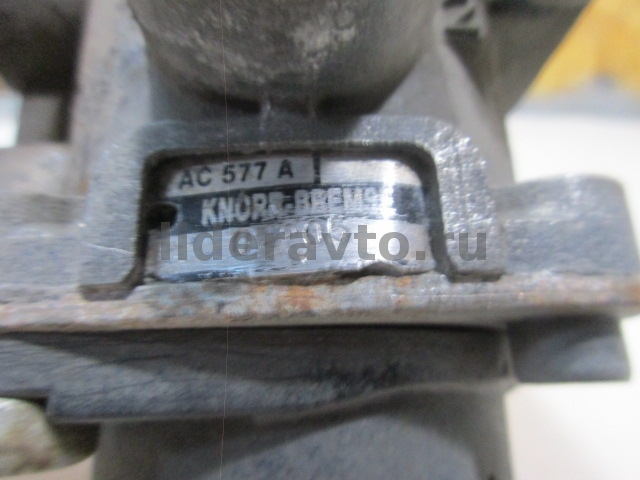 AC 577 A
KNORR-BREMSE
lideravto.ru